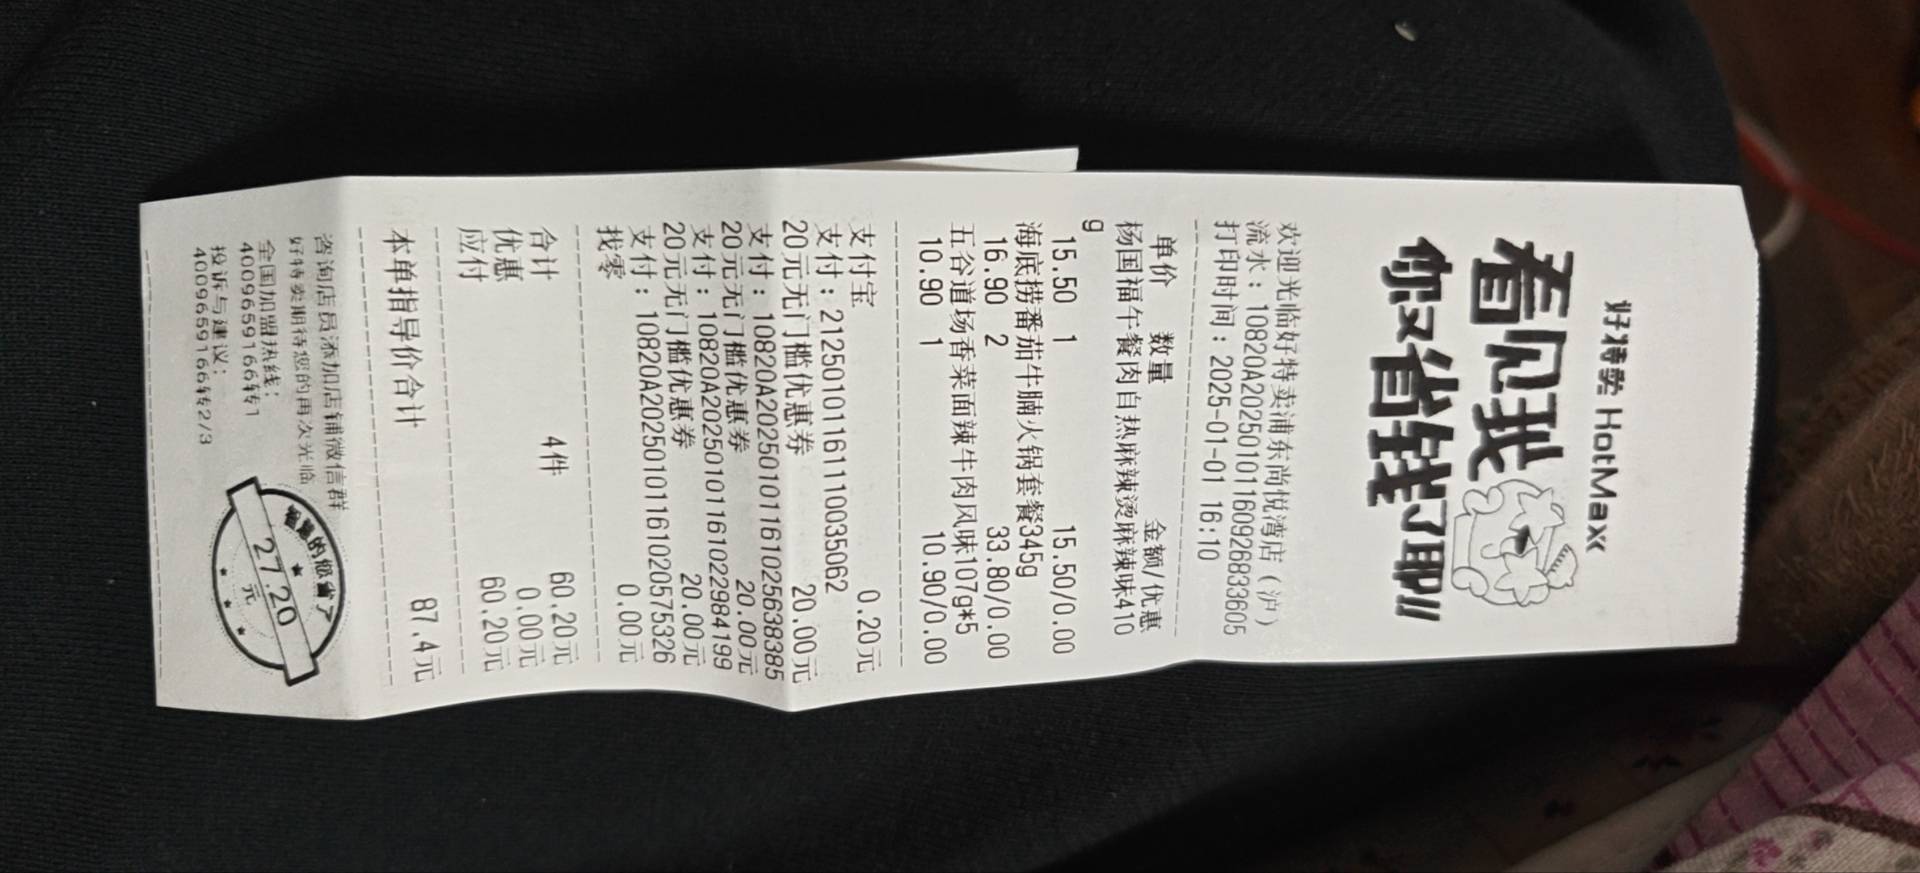 好特卖 HotMaxx
看见我
你又省钱了耶!!
欢迎光临好特卖浦东尚悦湾店（沪）
流水：10820A20250101160926833605
打印时间：2025-01-01 16:10
单价 数量 金额/优惠
杨国福午餐肉自热麻辣烫麻辣味410
g
15.50 1 15.50/0.00
海底捞番茄牛腩火锅套餐345g
16.90 2 33.80/0.00
五谷道场香菜面辣牛肉风味107g*5
10.90 1 10.90/0.00
支付宝 0.20元
支付：21250101161110035062
20元无门槛优惠券 20.00元
支付：10820A20250101161025638385
20元无门槛优惠券 20.00元
支付：10820A20250101161022984199
20元无门槛优惠券 20.00元
支付：10820A20250101161020575326
找零 0.00元
合计 4件 60.20元
优惠 0.00元
应付 60.20元
本单指导价合计 87.4元
咨询店员添加店铺微信群
好特卖期待您的再次光临
全国加盟热线：
4009659166转1
投诉与建议：
4009659166转2/3
27.20
元